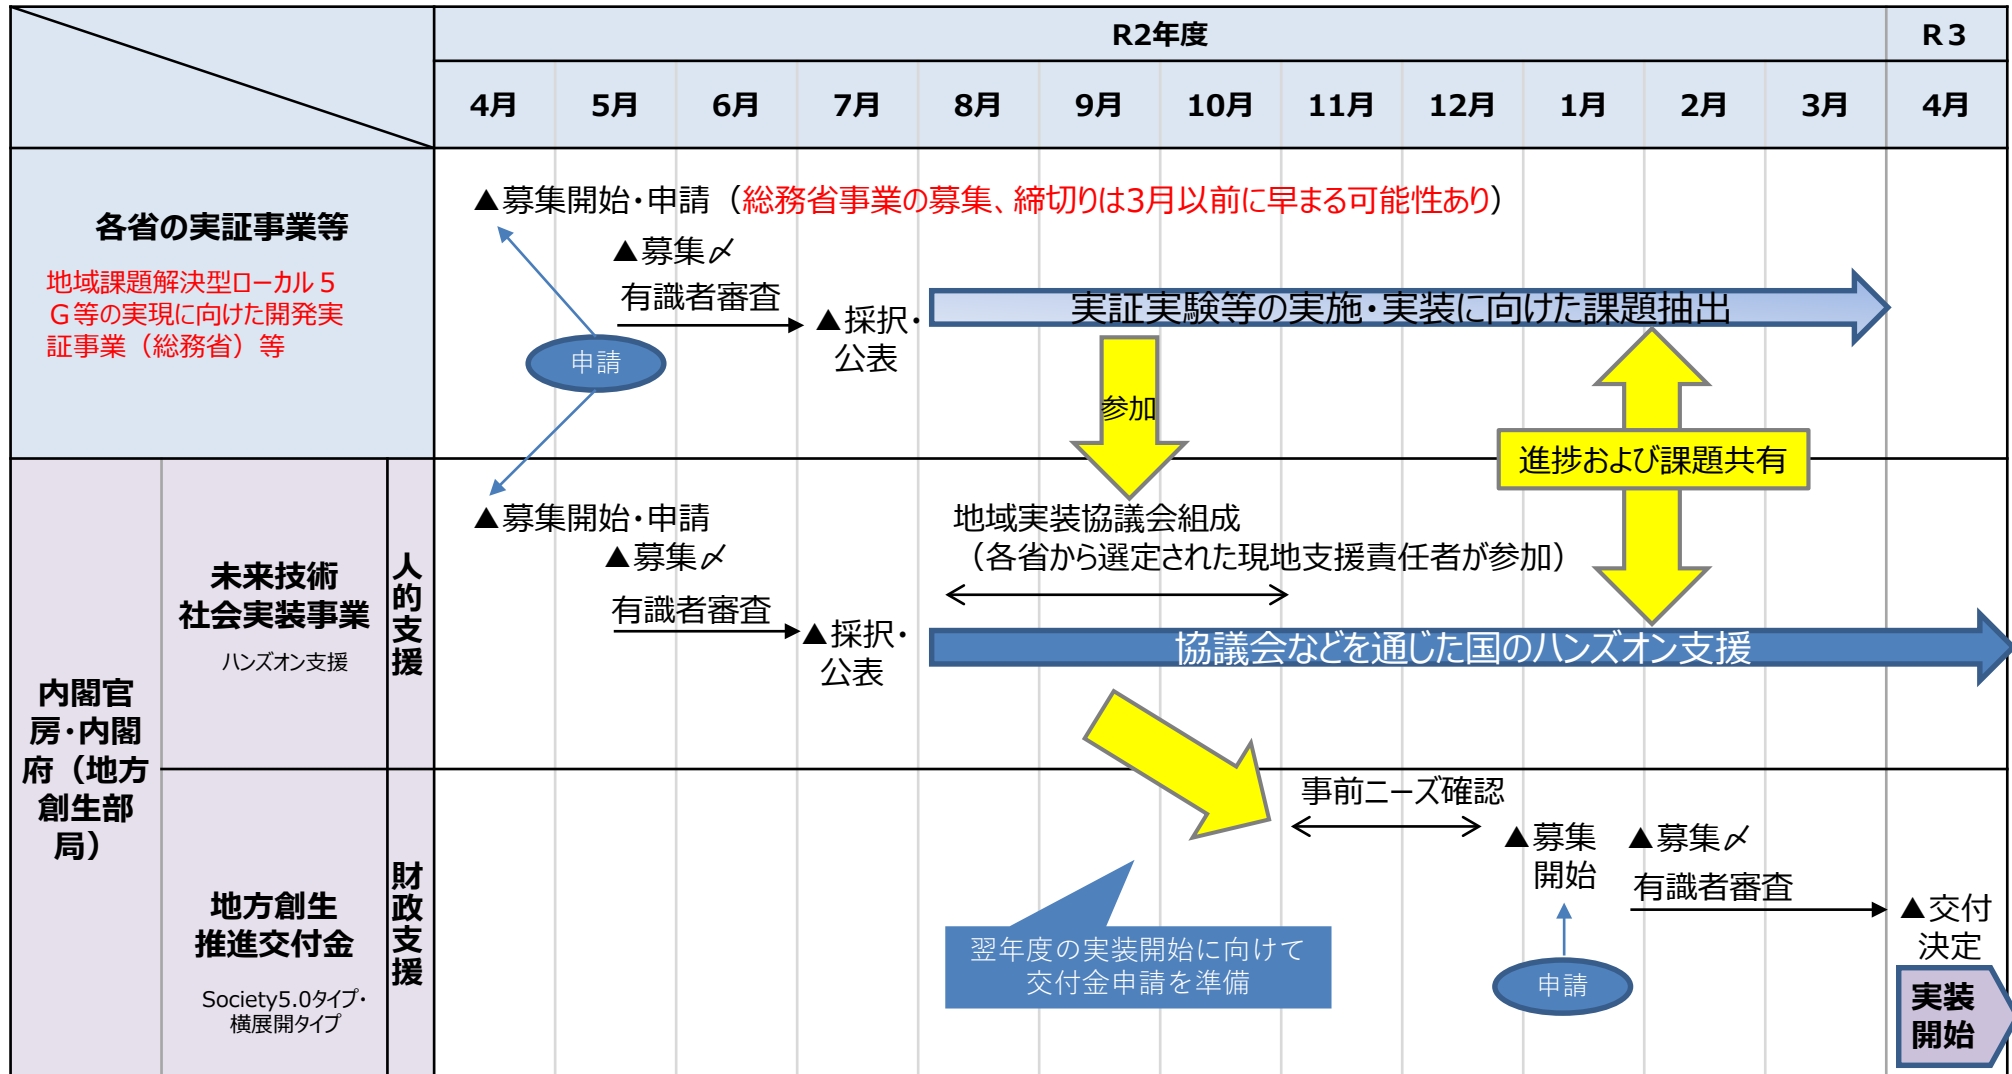 R2年度
R３
4月
5月
6月
7月
8月
9月
10月
11月
12月
1月
2月
3月
4月
各省の実証事業等
地域課題解決型ローカル５
G等の実現に向けた開発実
証事業（総務省）等
▲募集開始・申請（総務省事業の募集、締切りは3月以前に早まる可能性あり）
▲募集〆
有識者審査
▲採択・
公表
申請
実証実験等の実施・実装に向けた課題抽出
参加
進捗および課題共有
内閣官
房・内閣
府（地方
創生部
局）
未来技術
社会実装事業
ハンズオン支援
人的支援
▲募集開始・申請
▲募集〆
有識者審査
▲採択・
公表
地域実装協議会組成
（各省から選定された現地支援責任者が参加）
協議会などを通じた国のハンズオン支援
地方創生
推進交付金
Society5.0タイプ・
横展開タイプ
財政支援
翌年度の実装開始に向けて
交付金申請を準備
事前ニーズ確認
▲募集
開始
申請
▲募集〆
有識者審査
▲交付
決定
実装
開始